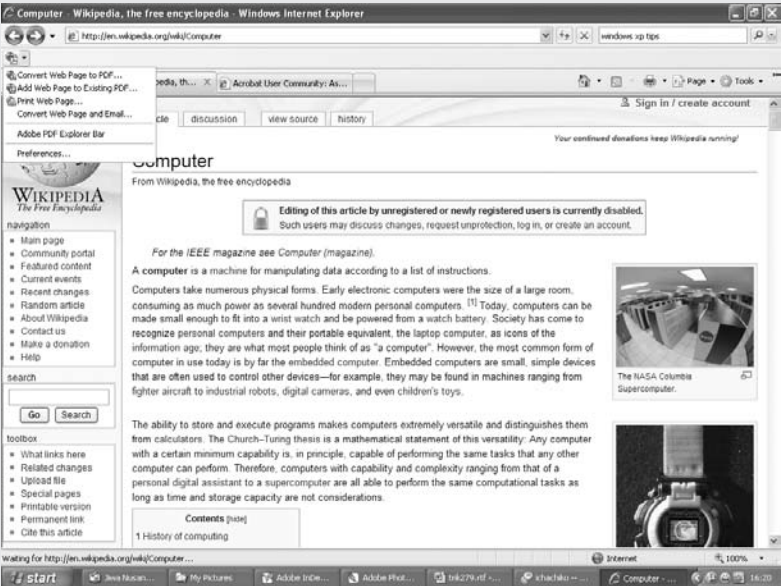 Computer - Wikipedia, the free encyclopedia - Windows Internet Explorer
http://en.wikipedia.org/wiki/Computer
windows xp tips
Convert Web Page to PDF...
Add Web Page to Existing PDF...
Print Web Page...
Convert Web Page and Email...
Adobe PDF Explorer Bar
Preferences...
pedia, th...
Acrobat User Community: As...
Page
Tools
Sign in / create account
cle
discussion
view source
history
Your continued donations keep Wikipedia running!
Computer
From Wikipedia, the free encyclopedia
WIKIPEDIA
The Free Encyclopedia
navigation
Main page
Community portal
Featured content
Current events
Recent changes
Random article
About Wikipedia
Contact us
Make a donation
Help
search
Go
Search
toolbox
What links here
Related changes
Upload file
Special pages
Printable version
Permanent link
Cite this article
Editing of this article by unregistered or newly registered users is currently disabled.
Such users may discuss changes, request unprotection, log in, or create an account.
For the IEEE magazine see Computer (magazine).
A computer is a machine for manipulating data according to a list of instructions.
Computers take numerous physical forms. Early electronic computers were the size of a large room,
consuming as much power as several hundred modern personal computers. [1] Today, computers can be
made small enough to fit into a wrist watch and be powered from a watch battery. Society has come to
recognize personal computers and their portable equivalent, the laptop computer, as icons of the
information age; they are what most people think of as "a computer". However, the most common form of
computer in use today is by far the embedded computer. Embedded computers are small, simple devices
that are often used to control other devices—for example, they may be found in machines ranging from
fighter aircraft to industrial robots, digital cameras, and even children's toys.
The ability to store and execute programs makes computers extremely versatile and distinguishes them
from calculators. The Church–Turing thesis is a mathematical statement of this versatility: Any computer
with a certain minimum capability is, in principle, capable of performing the same tasks that any other
computer can perform. Therefore, computers with capability and complexity ranging from that of a
personal digital assistant to a supercomputer are all able to perform the same computational tasks as
long as time and storage capacity are not considerations.
Contents [hide]
1 History of computing
The NASA Columbia
Supercomputer.
Waiting for http://en.wikipedia.org/wiki/Computer...
Internet
100%
start
Jawa Nusan...
My Pictures
Adobe InDe...
Adobe Phot...
trik279.rtf -...
khachiko -...
Computer - ...
16:20